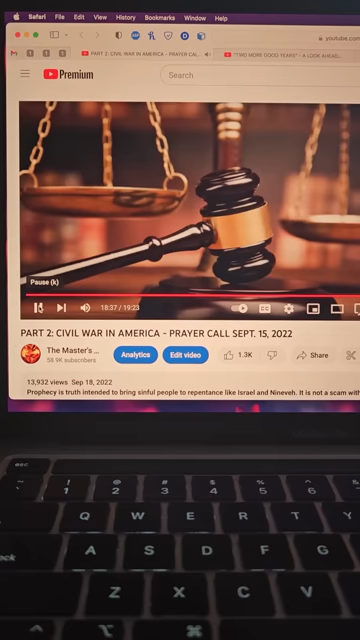 Safari File Edit View History Bookmarks Window Help
youtube.com
PART 2: CIVIL WAR IN AMERICA - PRAYER CAL...
"TWO MORE GOOD YEARS" - A LOOK AHEAD...
Premium
Search
Pause (k)
18:37 / 19:23
PART 2: CIVIL WAR IN AMERICA - PRAYER CALL SEPT. 15, 2022
The Master's ...
58.9K subscribers
Analytics
Edit video
1.3K
Share
13,932 views Sep 18, 2022
Prophecy is truth intended to bring sinful people to repentance like Israel and Nineveh. It is not a scam with
esc
! @ # $ % ^
1 2 3 4 5 6
Q W E R T Y
ock A S D F G
Z X C V